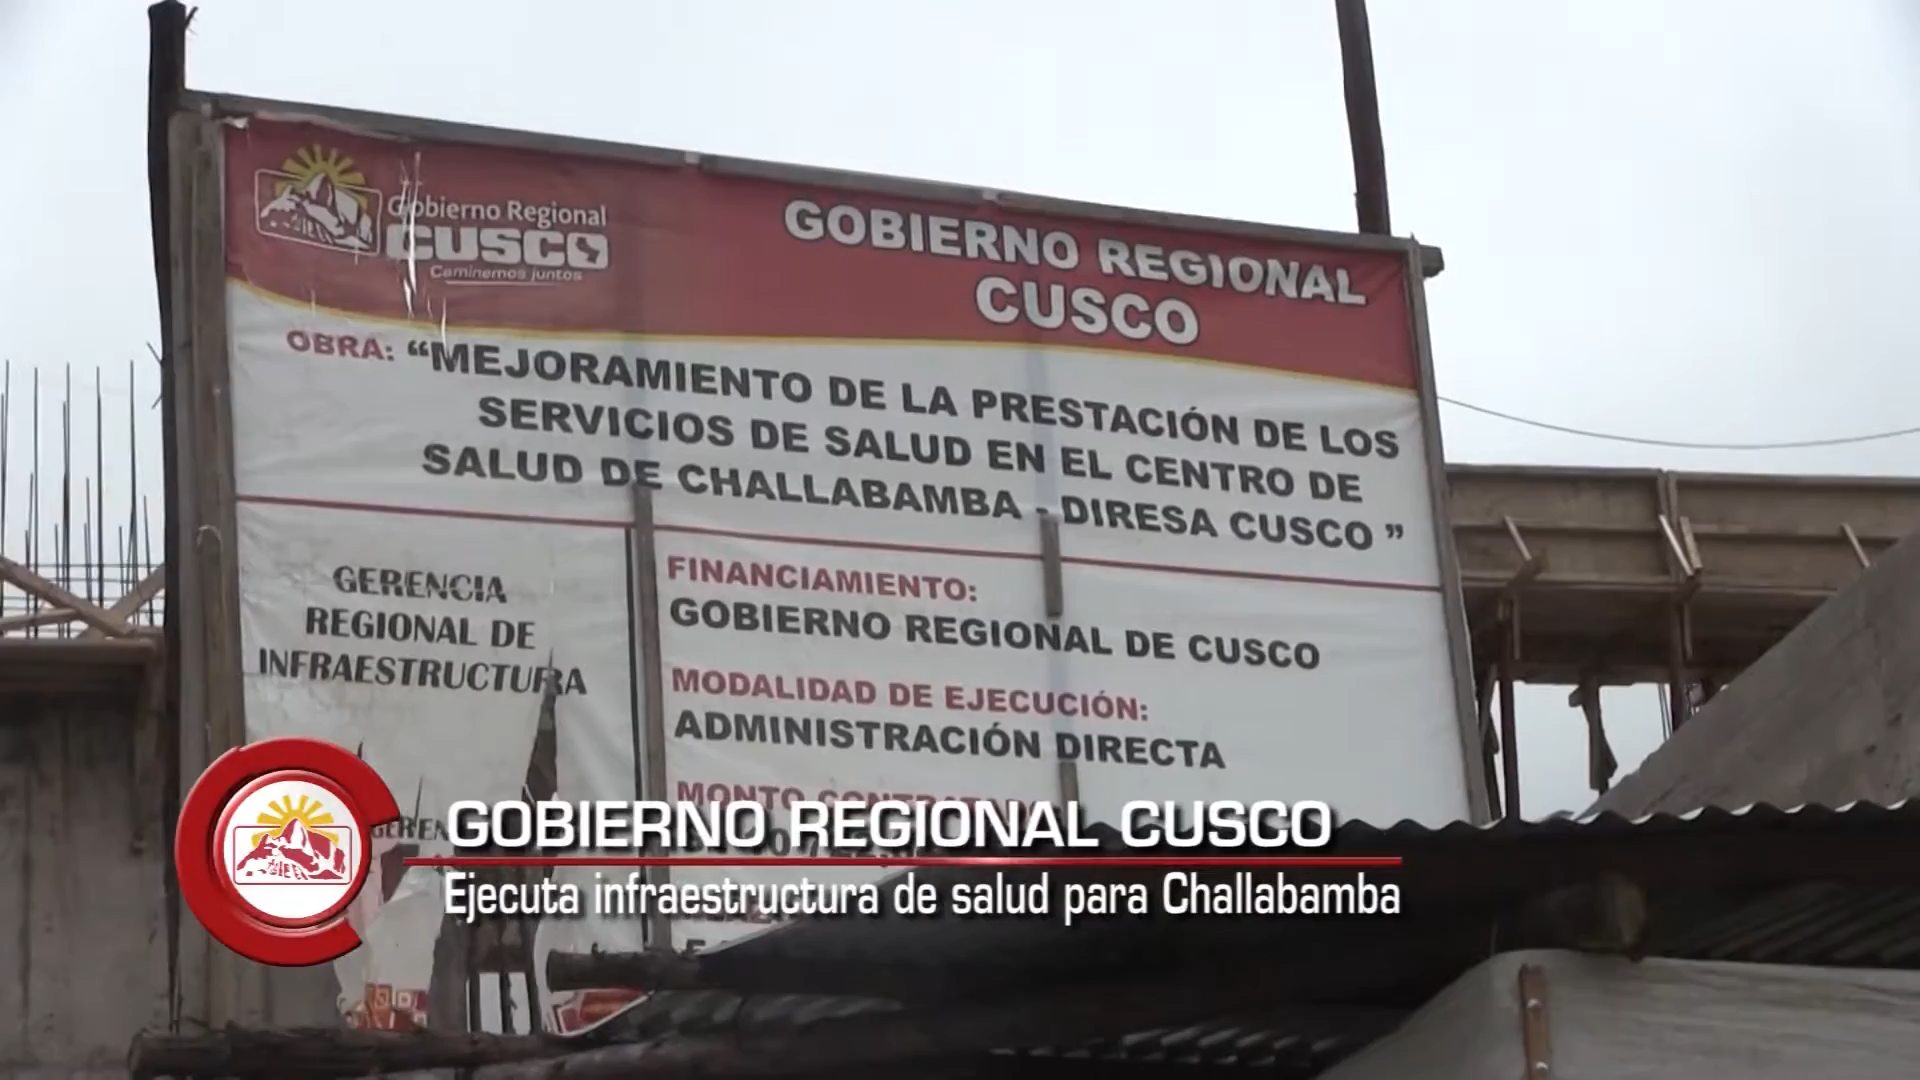 Gobierno Regional
CUSCO
Caminemos juntos
GOBIERNO REGIONAL
CUSCO
OBRA: “MEJORAMIENTO DE LA PRESTACIÓN DE LOS
SERVICIOS DE SALUD EN EL CENTRO DE
SALUD DE CHALLABAMBA - DIRESA CUSCO ”
GERENCIA
REGIONAL DE
INFRAESTRUCTURA
FINANCIAMIENTO:
GOBIERNO REGIONAL DE CUSCO
MODALIDAD DE EJECUCIÓN:
ADMINISTRACIÓN DIRECTA
MONTO
GOBIERNO REGIONAL CUSCO
Ejecuta infraestructura de salud para Challabamba